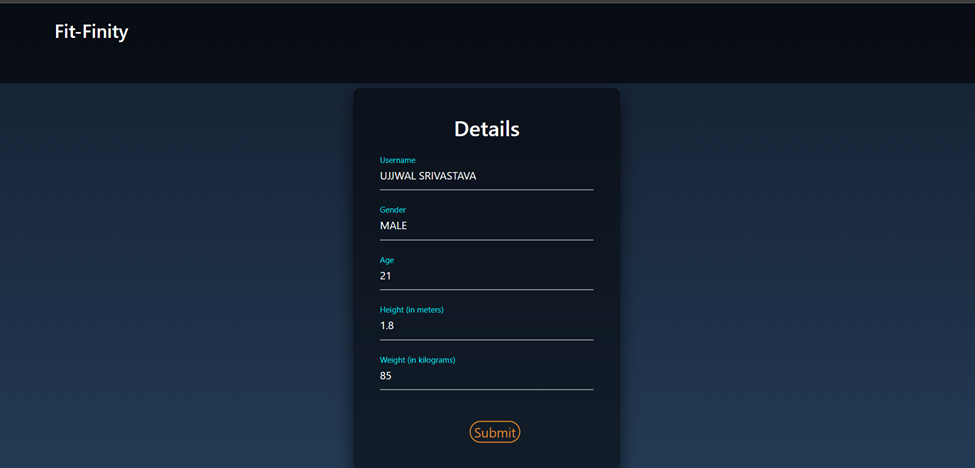 Fit-Finity
Details
Username
UJJWAL SRIVASTAVA
Gender
MALE
Age
21
Height (in meters)
1.8
Weight (in kilograms)
85
Submit